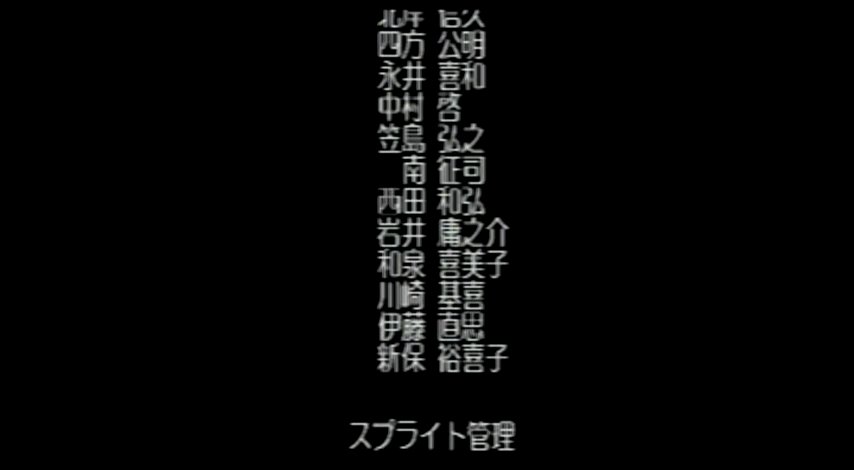 四方 公明
永井 喜和
中村 啓
笠島 弘之
南 征司
西田 和弘
岩井 庸之介
和泉 喜美子
川崎 基喜
伊藤 直思
新保 裕喜子
スプライト管理